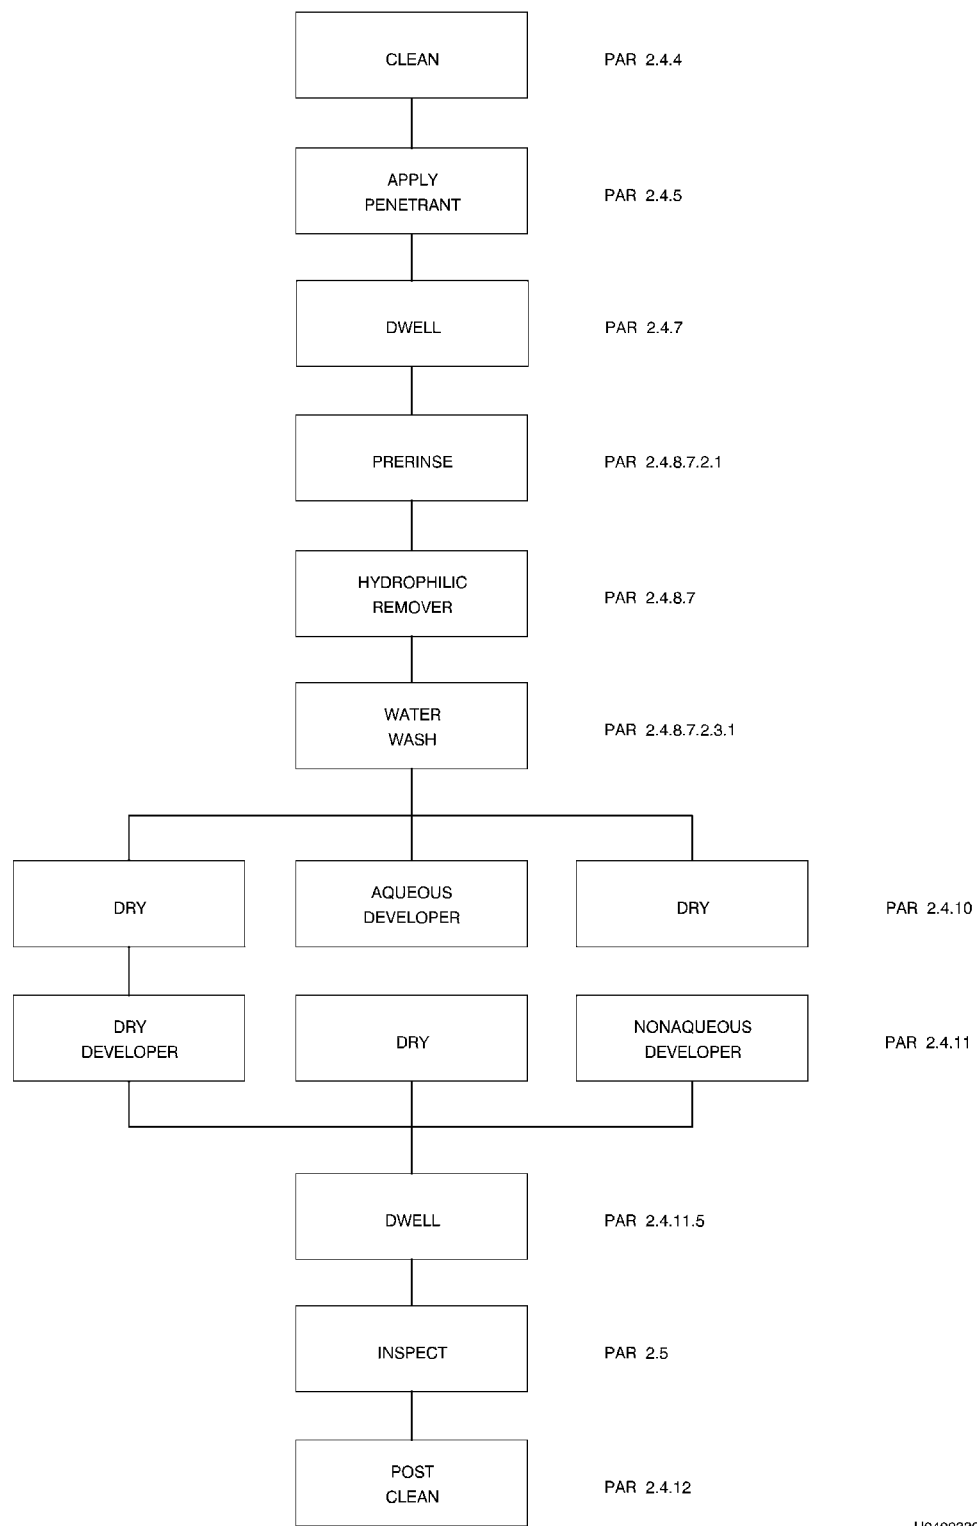 CLEAN
PAR 2.4.4
APPLY
PENETRANT
PAR 2.4.5
DWELL
PAR 2.4.7
PRERINSE
PAR 2.4.8.7.2.1
HYDROPHILIC
REMOVER
PAR 2.4.8.7
WATER
WASH
PAR 2.4.8.7.2.3.1
DRY
AQUEOUS
DEVELOPER
DRY
PAR 2.4.10
DRY
DEVELOPER
DRY
NONAQUEOUS
DEVELOPER
PAR 2.4.11
DWELL
PAR 2.4.11.5
INSPECT
PAR 2.5
POST
CLEAN
PAR 2.4.12